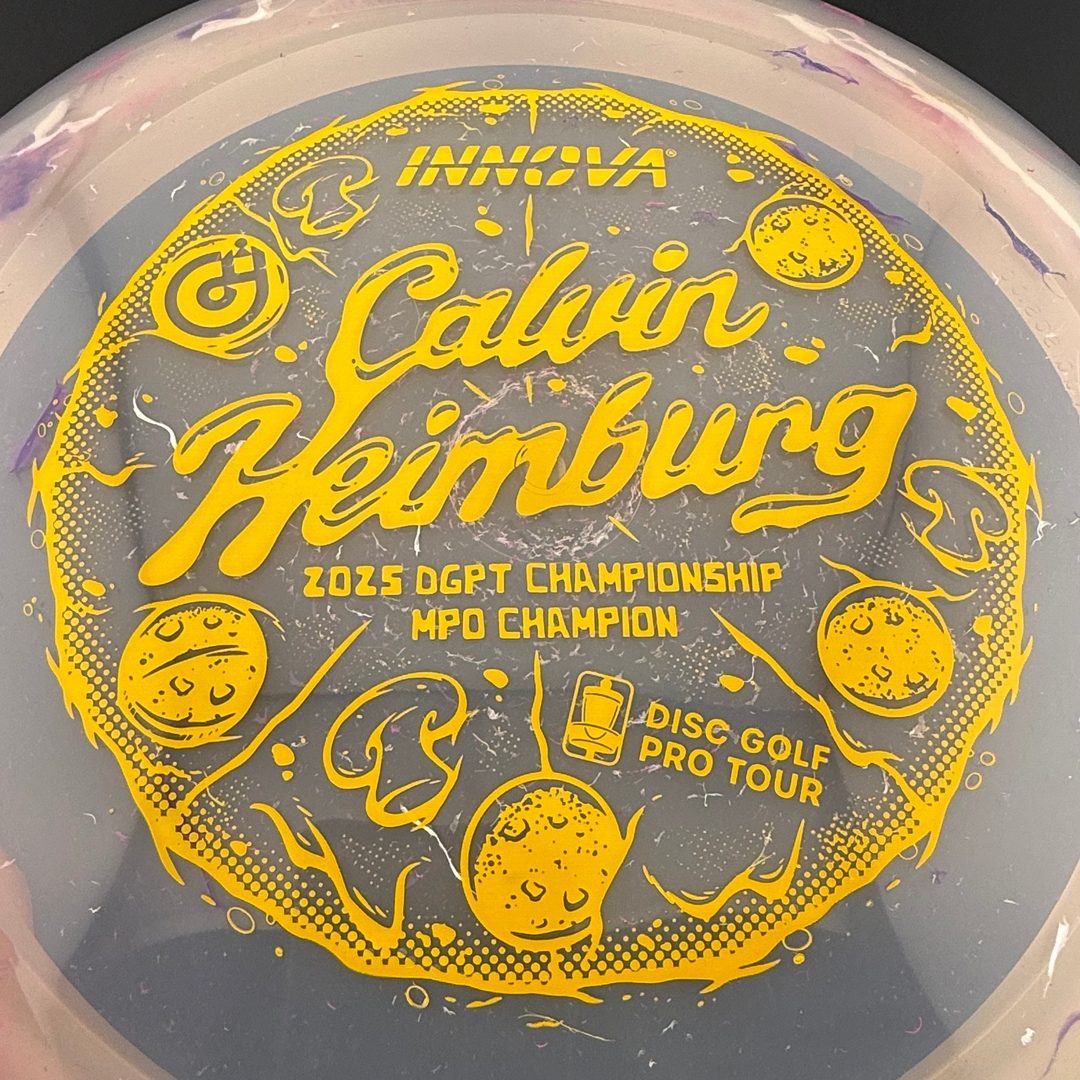 INNOVA®
Calvin
Heimburg
2025 DGPT CHAMPIONSHIP
MPO CHAMPION
DISC GOLF
PRO TOUR